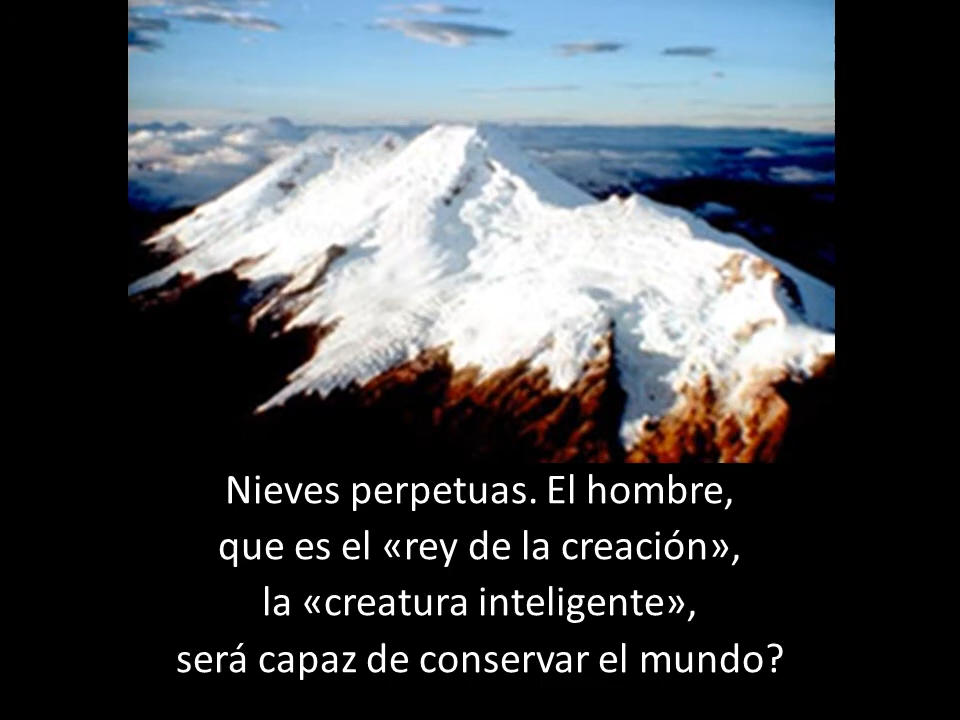 Nieves perpetuas. El hombre,
que es el «rey de la creación»,
la «creatura inteligente»,
será capaz de conservar el mundo?